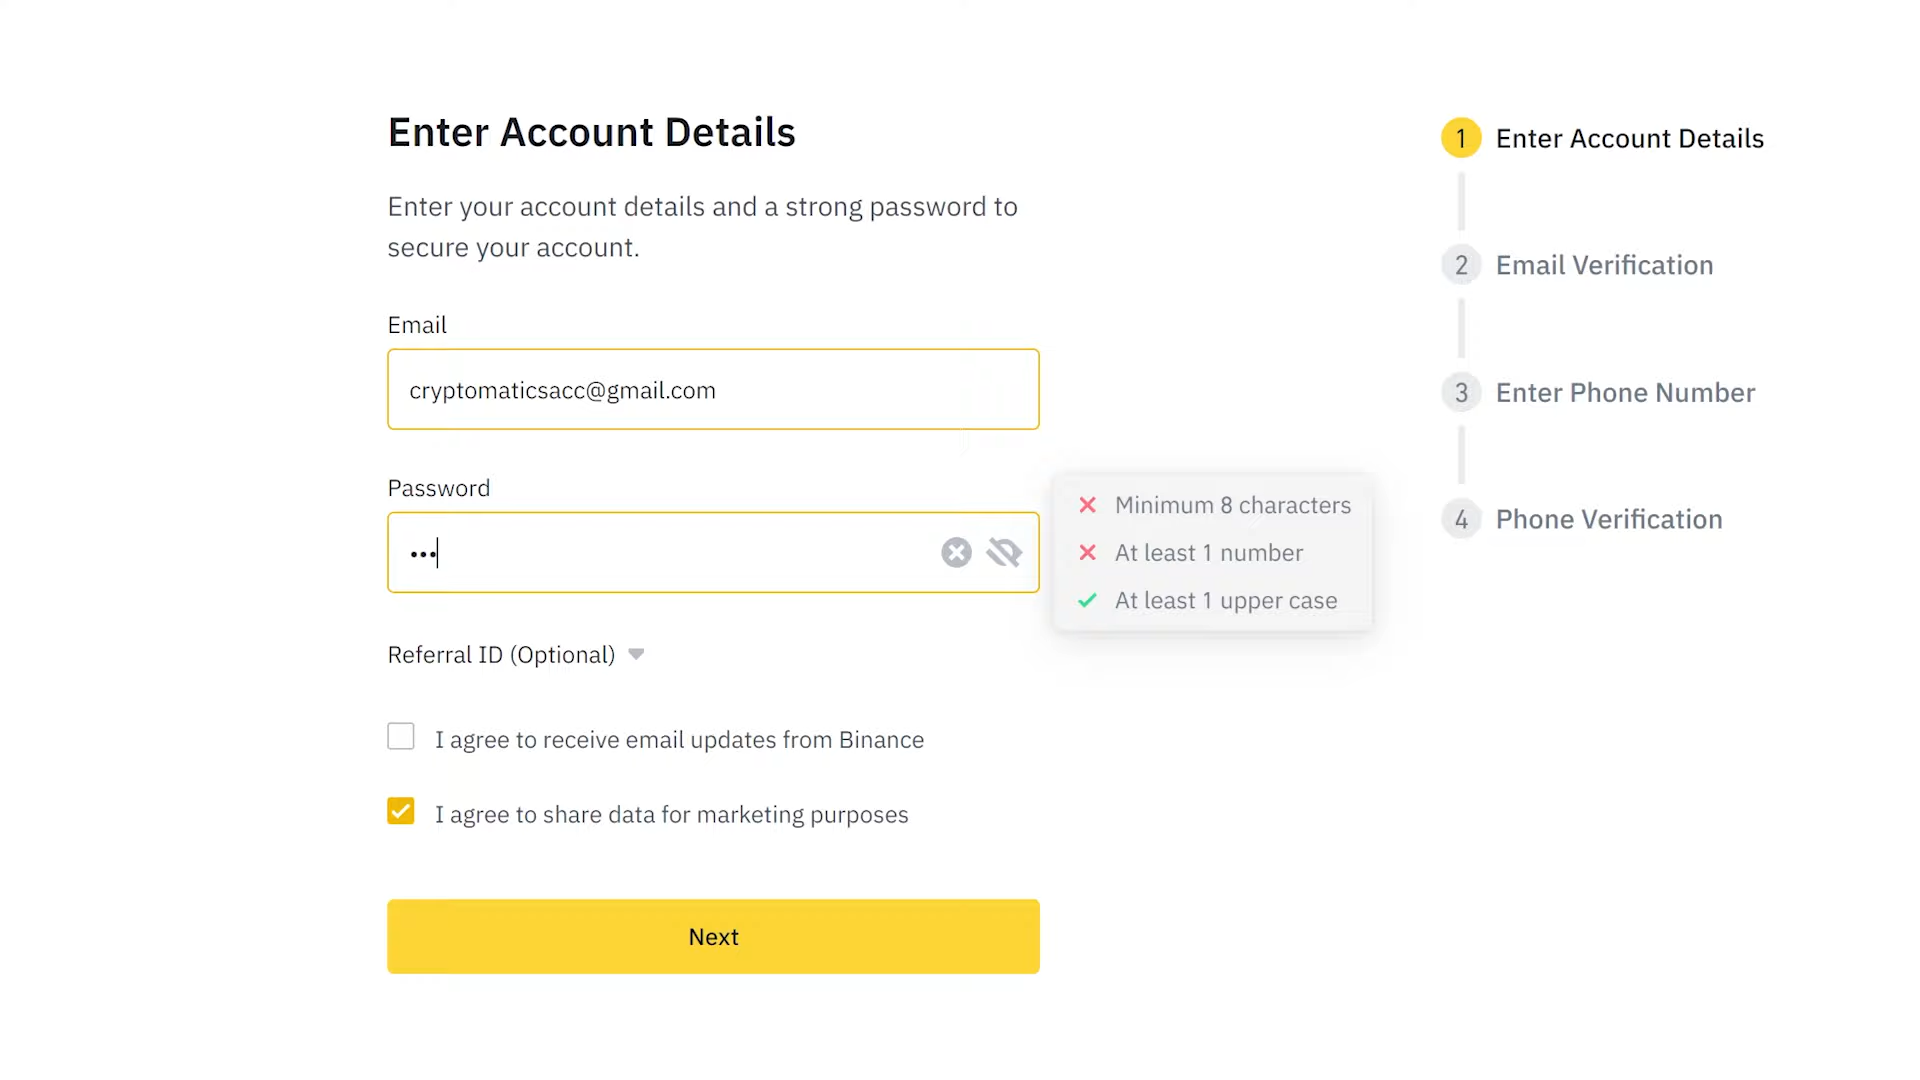 Enter Account Details
Enter your account details and a strong password to
secure your account.
Email
cryptomaticsacc@gmail.com
Password
•••
Minimum 8 characters
At least 1 number
At least 1 upper case
Referral ID (Optional)
I agree to receive email updates from Binance
I agree to share data for marketing purposes
Next
1 Enter Account Details
2 Email Verification
3 Enter Phone Number
4 Phone Verification